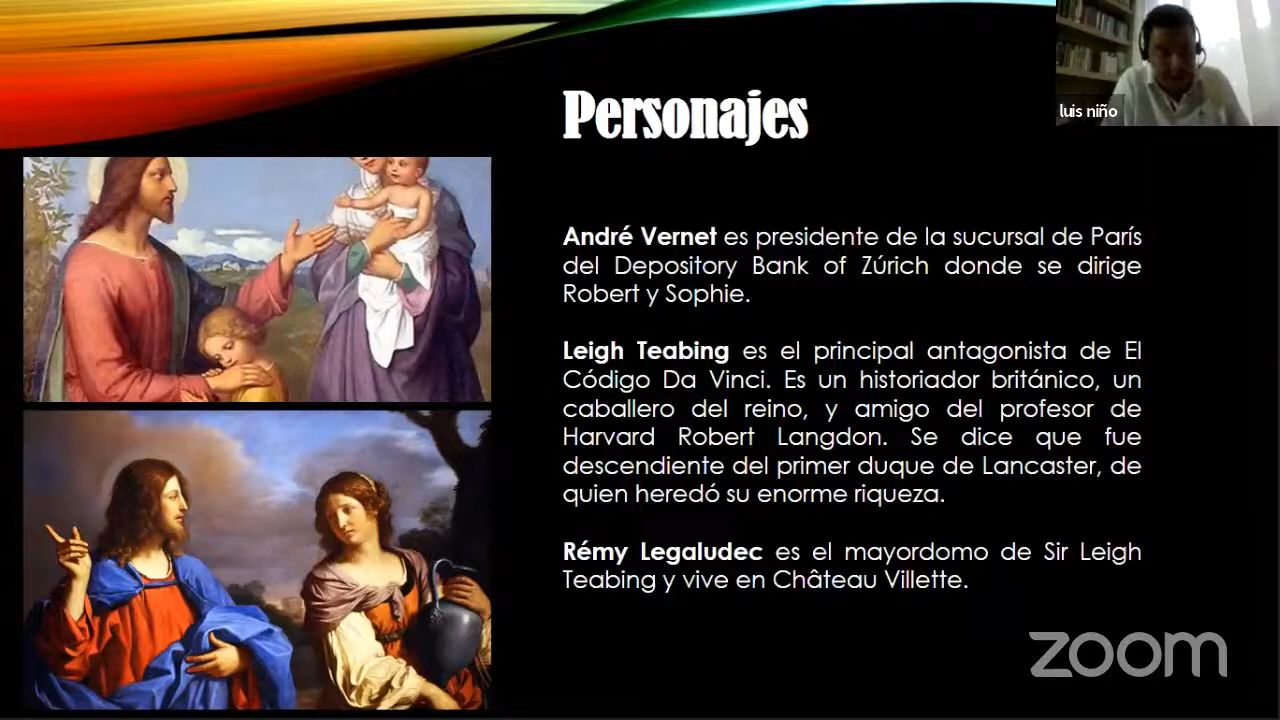 luis niño
Personajes
André Vernet es presidente de la sucursal de París
del Depository Bank of Zúrich donde se dirige
Robert y Sophie.
Leigh Teabing es el principal antagonista de El
Código Da Vinci. Es un historiador británico, un
caballero del reino, y amigo del profesor de
Harvard Robert Langdon. Se dice que fue
descendiente del primer duque de Lancaster, de
quien heredó su enorme riqueza.
Rémy Legaludec es el mayordomo de Sir Leigh
Teabing y vive en Château Villette.
zoom